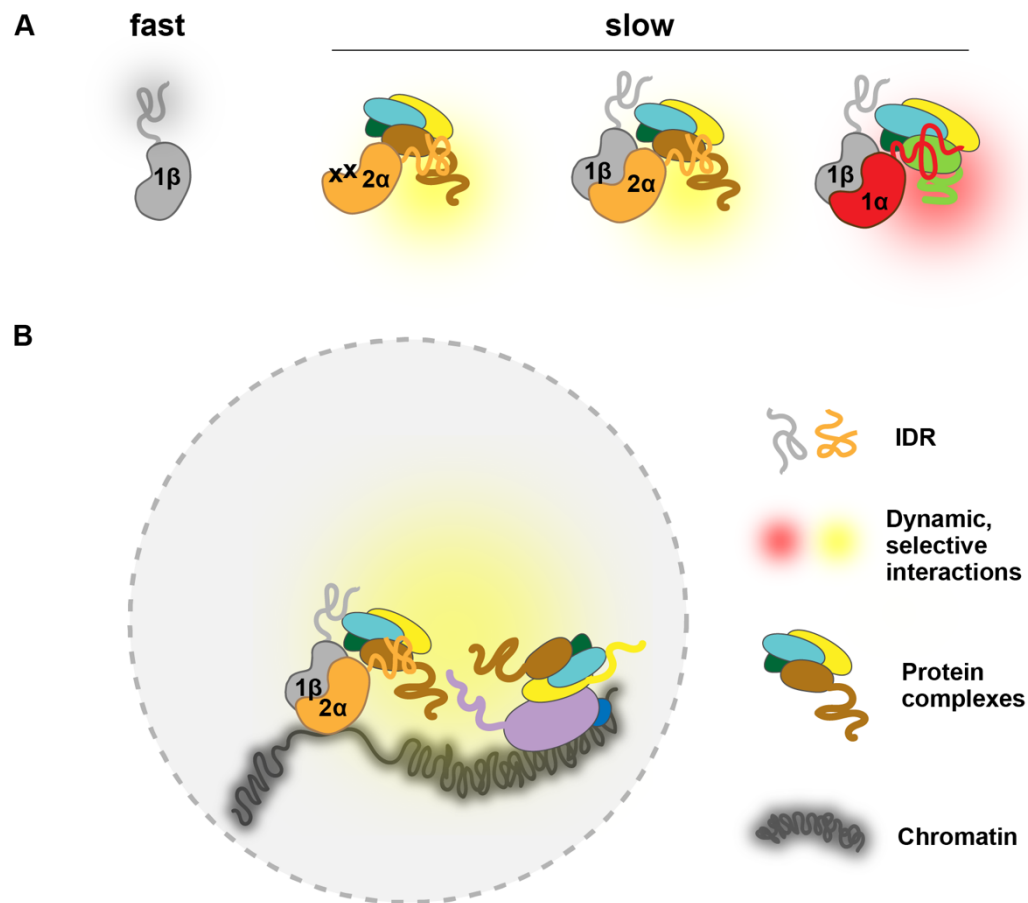 A
fast
slow
1β
xx 2α
1β
2α
1β
1α
B
IDR
Dynamic,
selective
interactions
1β
2α
Protein
complexes
Chromatin